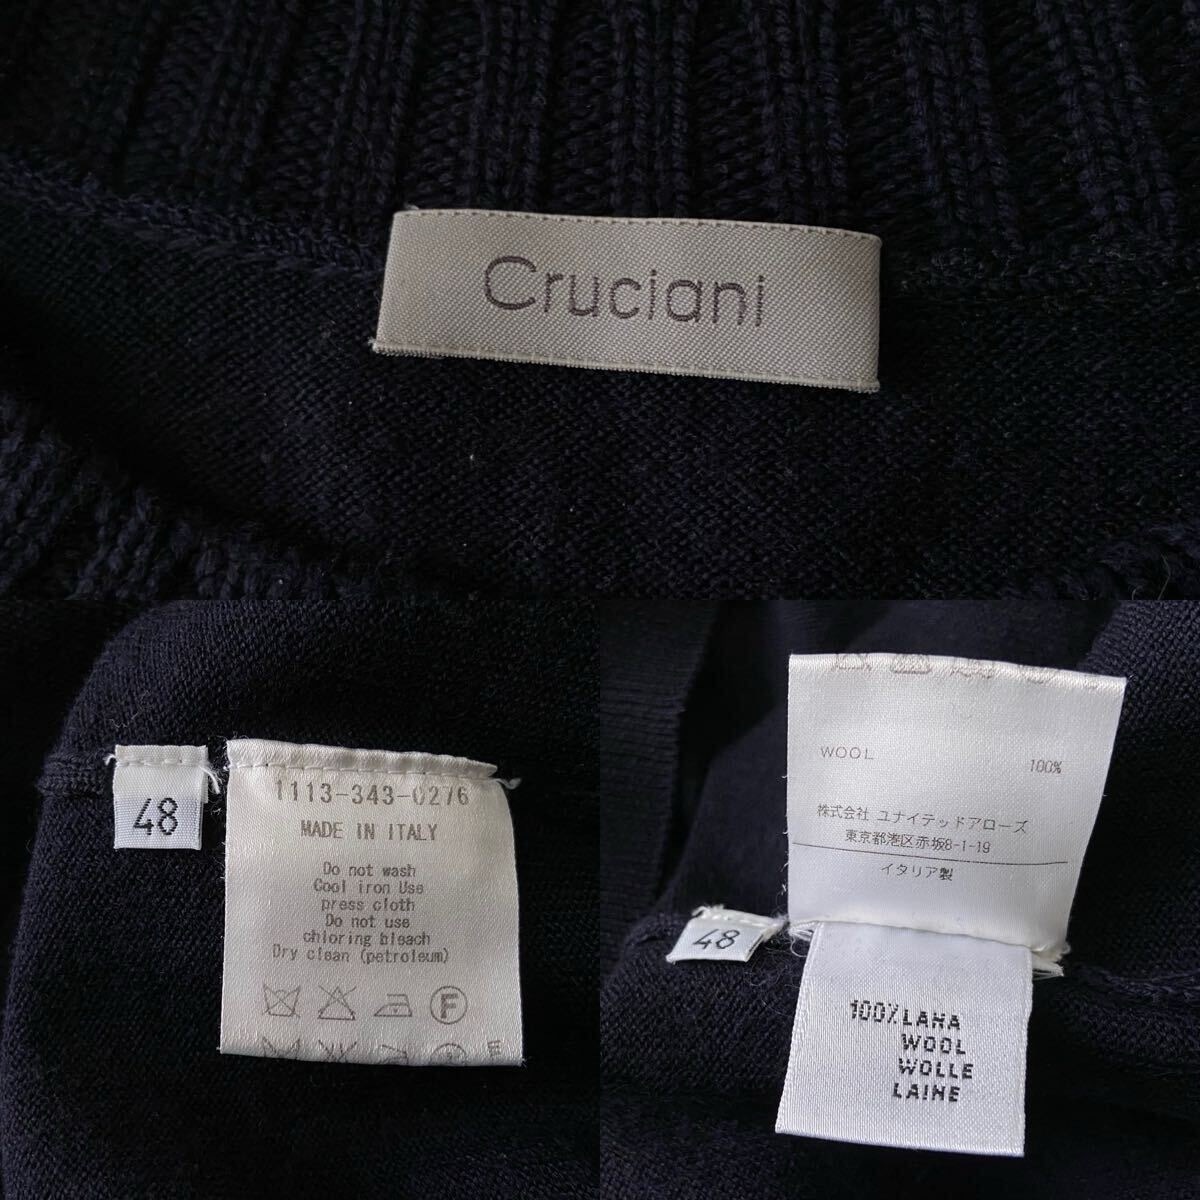 Cruciani
48
1113-343-0276
MADE IN ITALY
Do not wash
Cool iron Use
press cloth
Do not use
chloring bleach
Dry clean (petroleum)
F
WOOL 100%
株式会社 ユナイテッドアローズ
東京都港区赤坂8-1-19
イタリア製
48
100%LANA
WOOL
WOLLE
LAINE